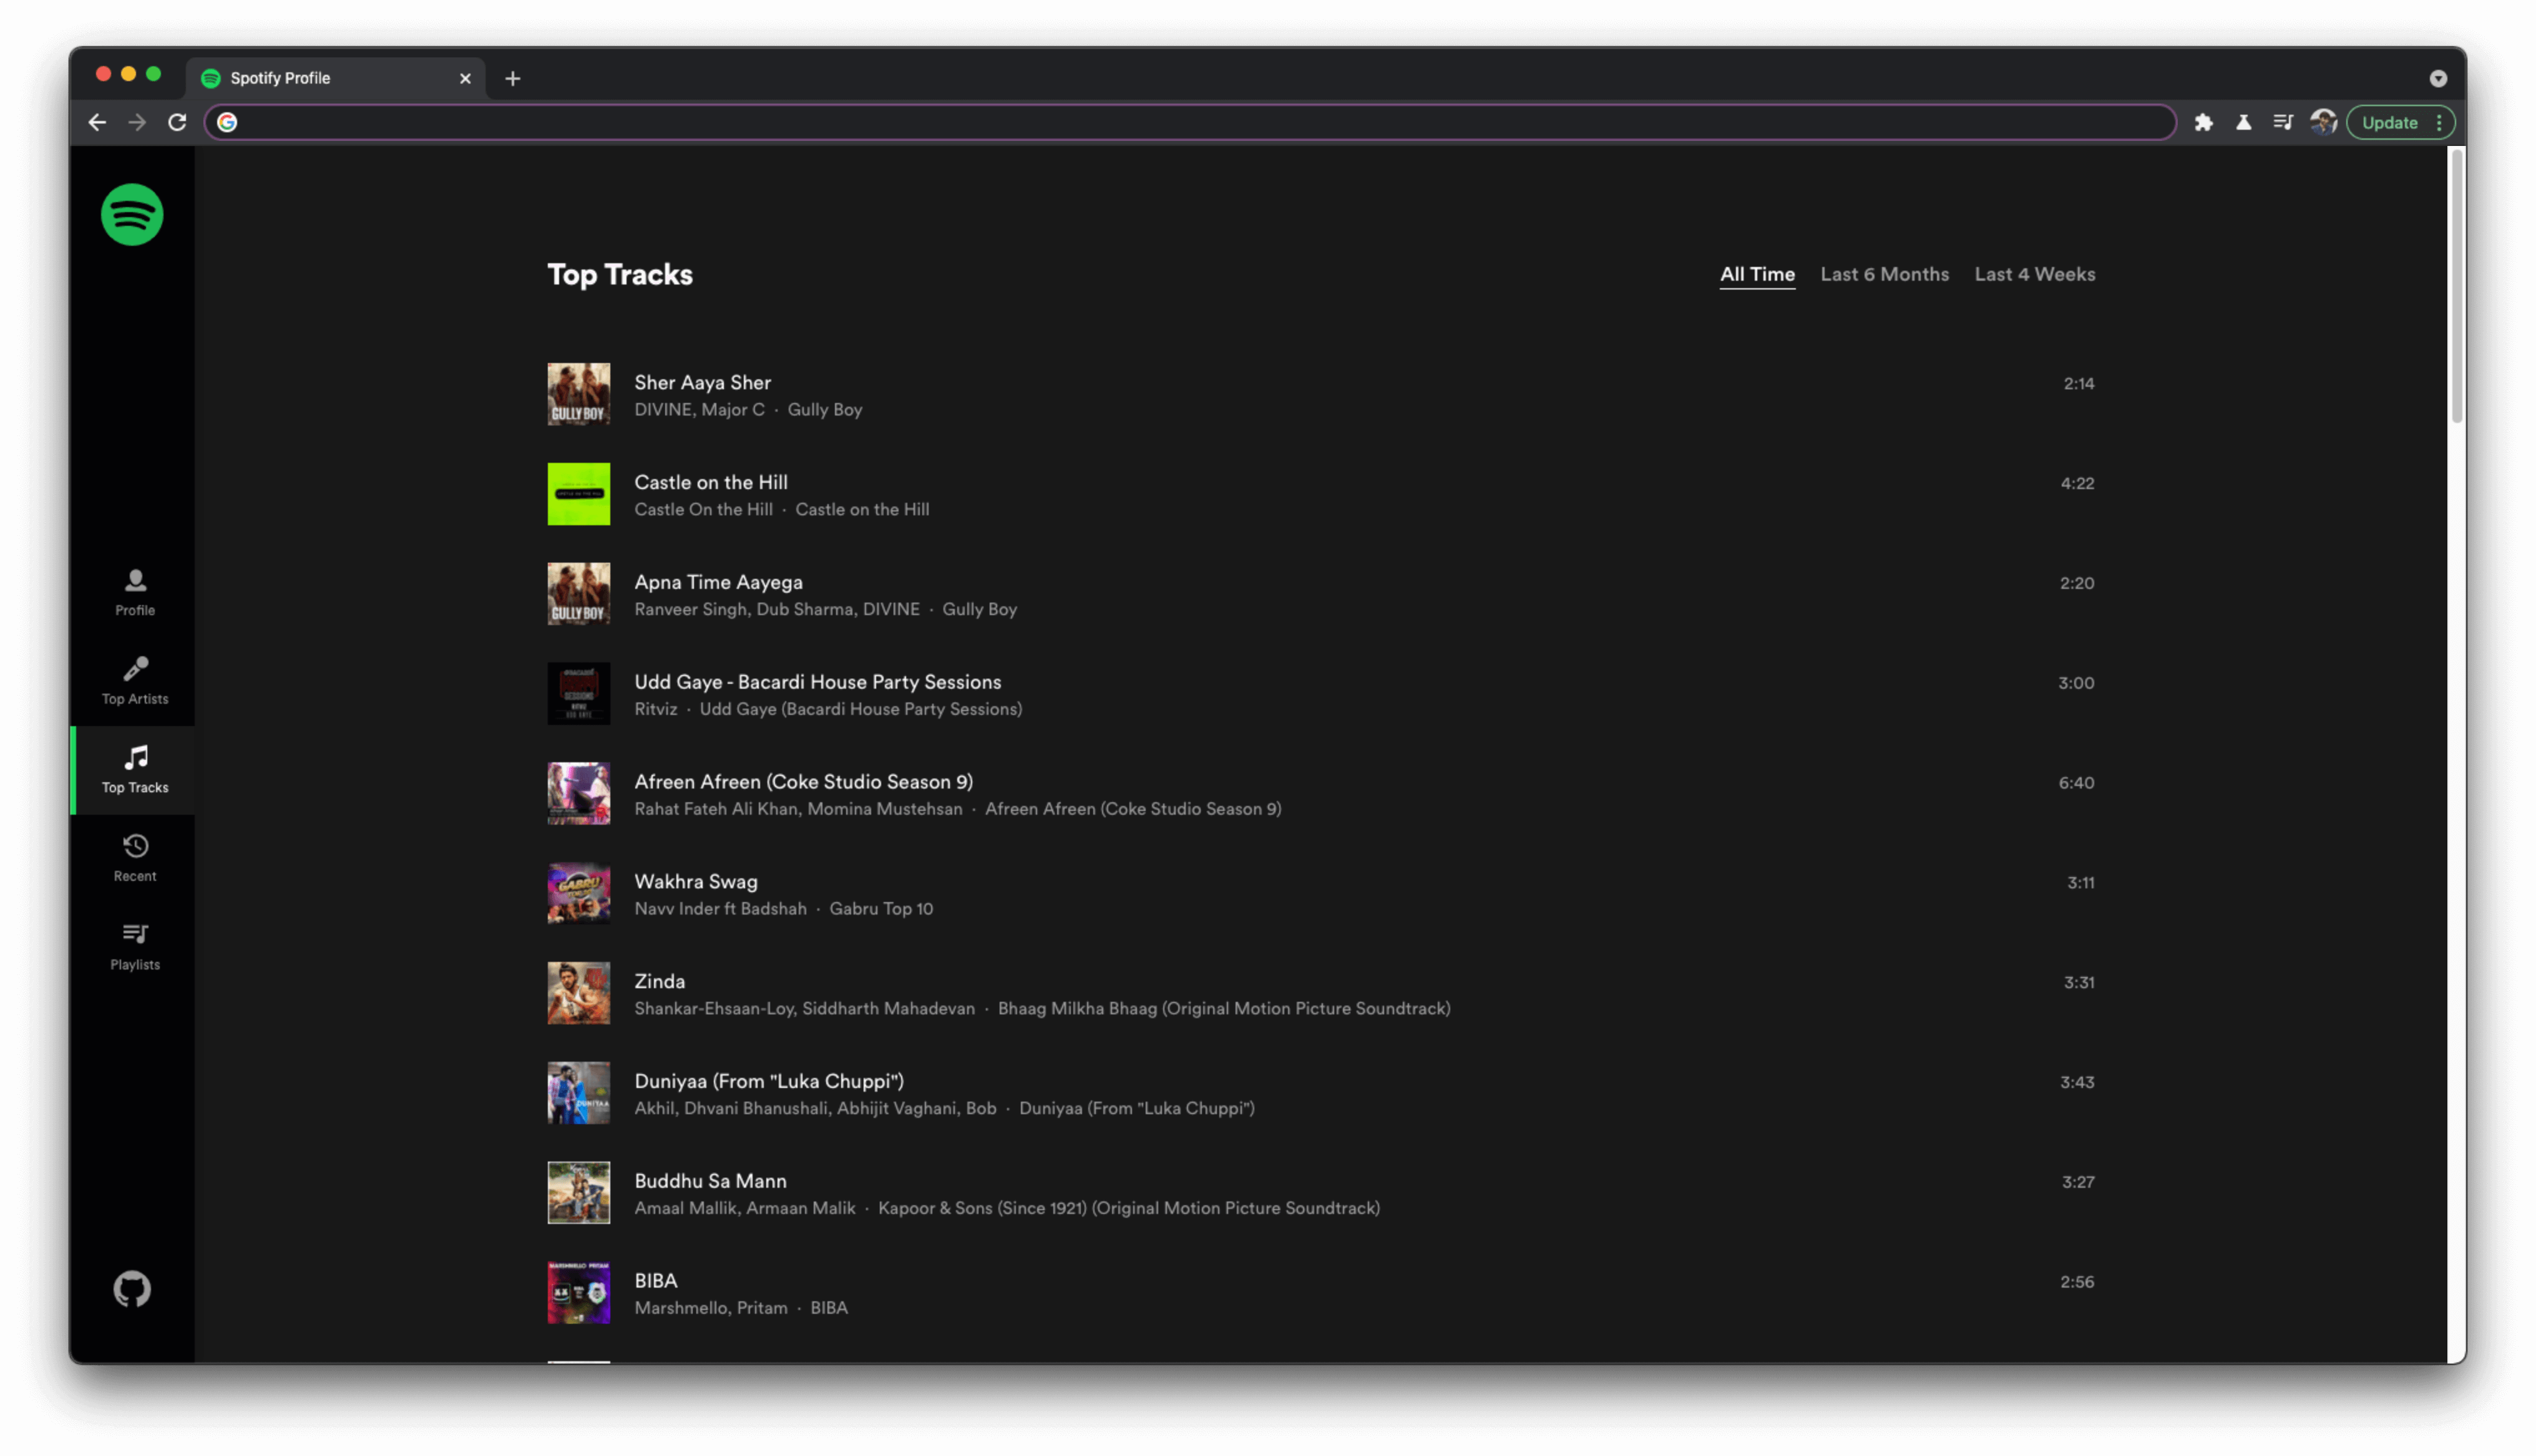 Spotify Profile
Update
Top Tracks
All Time Last 6 Months Last 4 Weeks
Profile
Top Artists
Top Tracks
Recent
Playlists
GULLY BOY
Sher Aaya Sher
2:14
DIVINE, Major C · Gully Boy
Castle on the Hill
4:22
Castle On the Hill · Castle on the Hill
GULLY BOY
Apna Time Aayega
2:20
Ranveer Singh, Dub Sharma, DIVINE · Gully Boy
Udd Gaye - Bacardi House Party Sessions
3:00
Ritviz · Udd Gaye (Bacardi House Party Sessions)
Afreen Afreen (Coke Studio Season 9)
6:40
Rahat Fateh Ali Khan, Momina Mustehsan · Afreen Afreen (Coke Studio Season 9)
GABRU
Wakhra Swag
3:11
Navv Inder ft Badshah · Gabru Top 10
Zinda
3:31
Shankar-Ehsaan-Loy, Siddharth Mahadevan · Bhaag Milkha Bhaag (Original Motion Picture Soundtrack)
DUNIYAA
Duniyaa (From "Luka Chuppi")
3:43
Akhil, Dhvani Bhanushali, Abhijit Vaghani, Bob · Duniyaa (From "Luka Chuppi")
Buddhu Sa Mann
3:27
Amaal Mallik, Armaan Malik · Kapoor & Sons (Since 1921) (Original Motion Picture Soundtrack)
MARSHMELLO PRITAM
BIBA
2:56
Marshmello, Pritam · BIBA